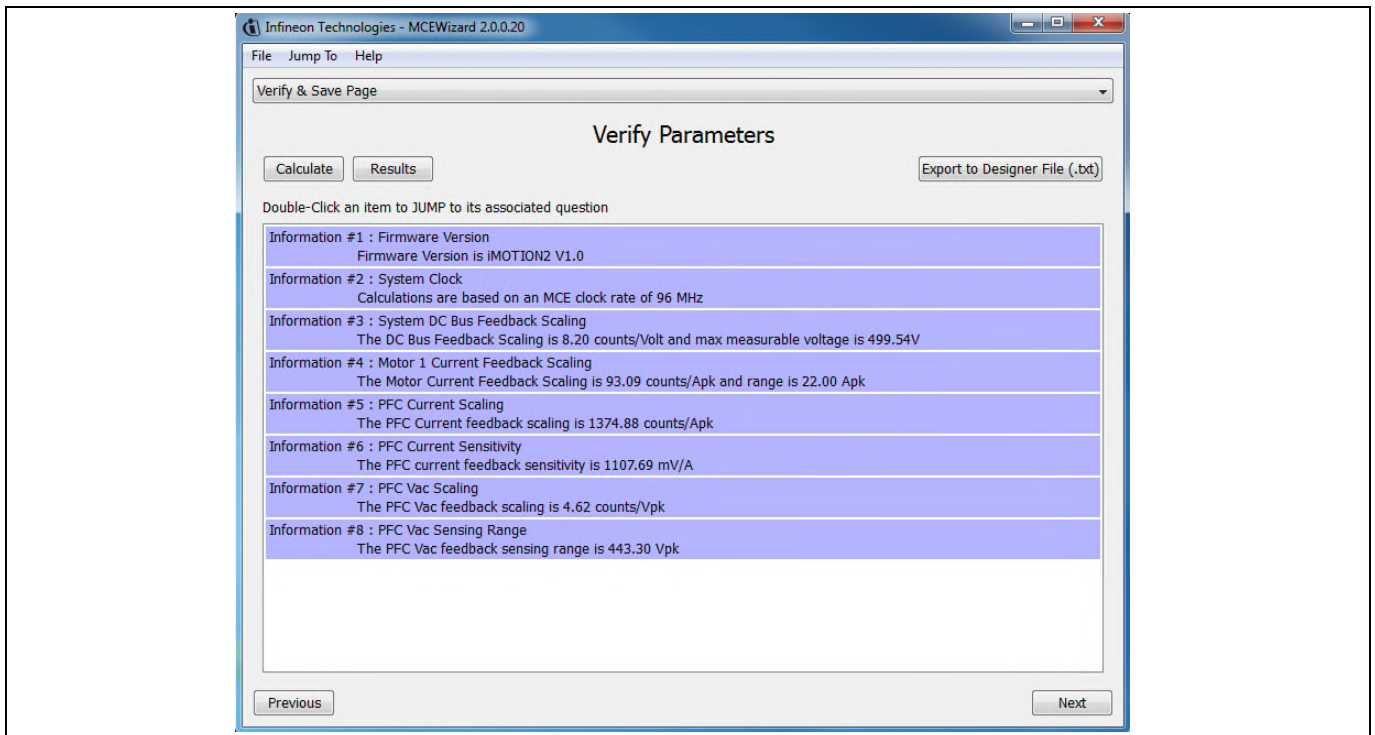 Infineon Technologies - MCEWizard 2.0.0.20
File Jump To Help
Verify & Save Page
Verify Parameters
Calculate Results Export to Designer File (.txt)
Double-Click an item to JUMP to its associated question
Information #1 : Firmware Version
Firmware Version is iMOTION2 V1.0
Information #2 : System Clock
Calculations are based on an MCE clock rate of 96 MHz
Information #3 : System DC Bus Feedback Scaling
The DC Bus Feedback Scaling is 8.20 counts/Volt and max measurable voltage is 499.54V
Information #4 : Motor 1 Current Feedback Scaling
The Motor Current Feedback Scaling is 93.09 counts/Apk and range is 22.00 Apk
Information #5 : PFC Current Scaling
The PFC Current feedback scaling is 1374.88 counts/Apk
Information #6 : PFC Current Sensitivity
The PFC current feedback sensitivity is 1107.69 mV/A
Information #7 : PFC Vac Scaling
The PFC Vac feedback scaling is 4.62 counts/Vpk
Information #8 : PFC Vac Sensing Range
The PFC Vac feedback sensing range is 443.30 Vpk
Previous Next